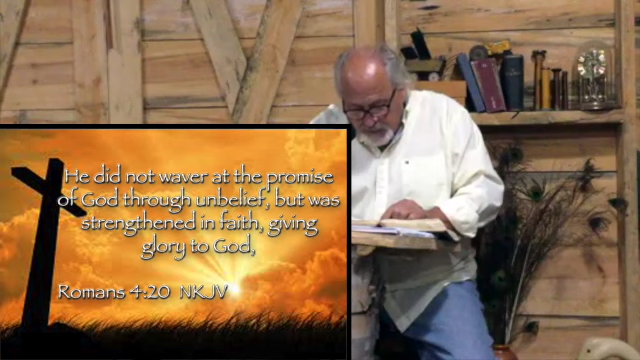 He did not waver at the promise
of God through unbelief, but was
strengthened in faith, giving
glory to God,
Romans 4:20 NKJV